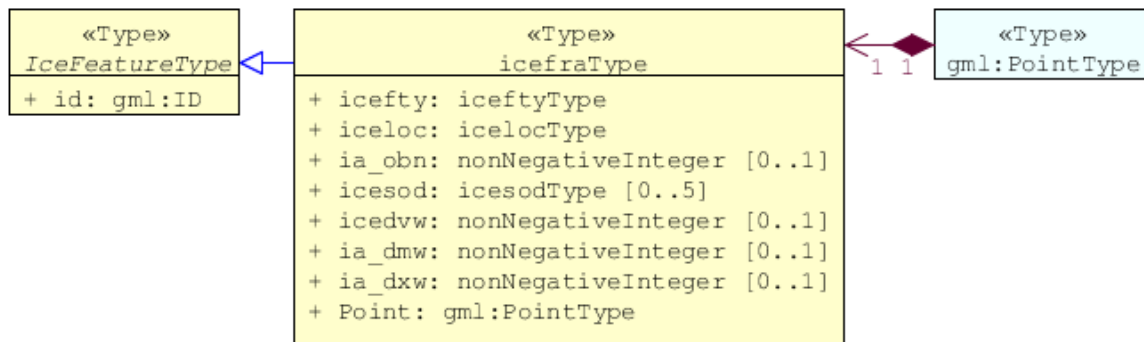 «Type»
IceFeatureType
+ id: gml:ID
«Type»
icefraType
+ icefty: iceftyType
+ iceloc: icelocType
+ ia_obn: nonNegativeInteger [0..1]
+ icesod: icesodType [0..5]
+ icedvw: nonNegativeInteger [0..1]
+ ia_dmw: nonNegativeInteger [0..1]
+ ia_dxw: nonNegativeInteger [0..1]
+ Point: gml:PointType
1 1
«Type»
gml:PointType